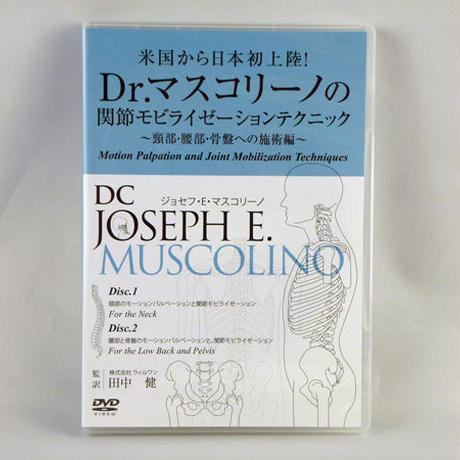 米国から日本初上陸！
Dr.マスコリーノの
関節モビライゼーションテクニック
〜頸部・腰部・骨盤への施術編〜
Motion Palpation and Joint Mobilization Techniques
DC
ジョセフ・E・マスコリーノ
JOSEPH E.
MUSCOLINO
Disc.1
頸部のモーションパルペーションと関節モビライゼーション
For the Neck
Disc.2
腰部と骨盤のモーションパルペーションと、関節モビライゼーション
For the Low Back and Pelvis
監訳
株式会社 ウィルワン
田中 健
DVD
VIDEO